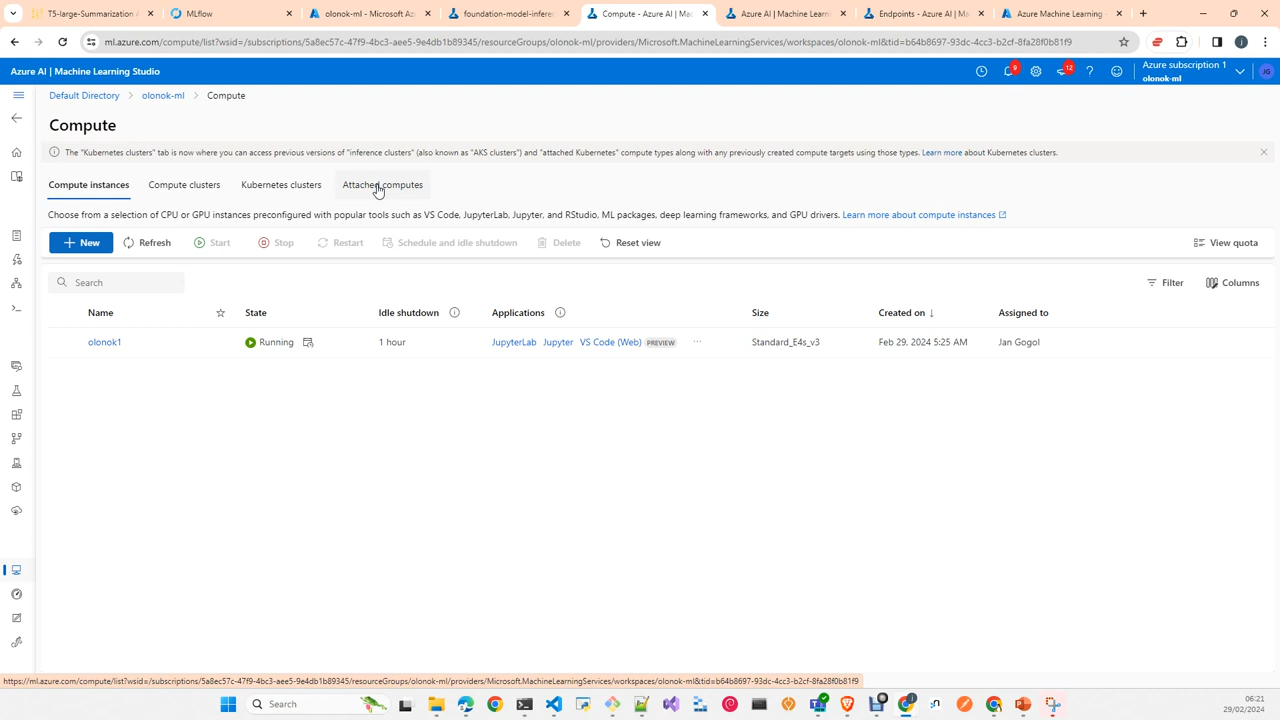 T5-large-Summarization A
MLflow
olonok-ml - Microsoft Az
foundation-model-infere
Compute - Azure AI | Mac
Azure AI | Machine Learn
Endpoints - Azure AI | Ma
Azure Machine Learning
ml.azure.com/compute/list?wsid=/subscriptions/5a8ec57c-47f9-4bc3-aee5-9e4db1b89345/resourceGroups/olonok-ml/providers/Microsoft.MachineLearningServices/workspaces/olonok-ml&tid=b64b8697-93dc-4cc3-b2cf-8fa28f0b81f9
Azure AI | Machine Learning Studio
9
12
Azure subscription 1
olonok-ml
JG
Default Directory > olonok-ml > Compute
Compute
The "Kubernetes clusters" tab is now where you can access previous versions of "inference clusters" (also known as "AKS clusters") and "attached Kubernetes" compute types along with any previously created compute targets using those types. Learn more about Kubernetes clusters.
Compute instances Compute clusters Kubernetes clusters Attached computes
Choose from a selection of CPU or GPU instances preconfigured with popular tools such as VS Code, JupyterLab, Jupyter, and RStudio, ML packages, deep learning frameworks, and GPU drivers. Learn more about compute instances
+ New Refresh Start Stop Restart Schedule and idle shutdown Delete Reset view View quota
Search Filter Columns
Name State Idle shutdown Applications Size Created on ↓ Assigned to
olonok1 Running 1 hour JupyterLab Jupyter VS Code (Web) PREVIEW ... Standard_E4s_v3 Feb 29, 2024 5:25 AM Jan Gogol
https://ml.azure.com/compute/list?wsid=/subscriptions/5a8ec57c-47f9-4bc3-aee5-9e4db1b89345/resourceGroups/olonok-ml/providers/Microsoft.MachineLearningServices/workspaces/olonok-ml&tid=b64b8697-93dc-4cc3-b2cf-8fa28f0b81f9
Search
06:21
29/02/2024